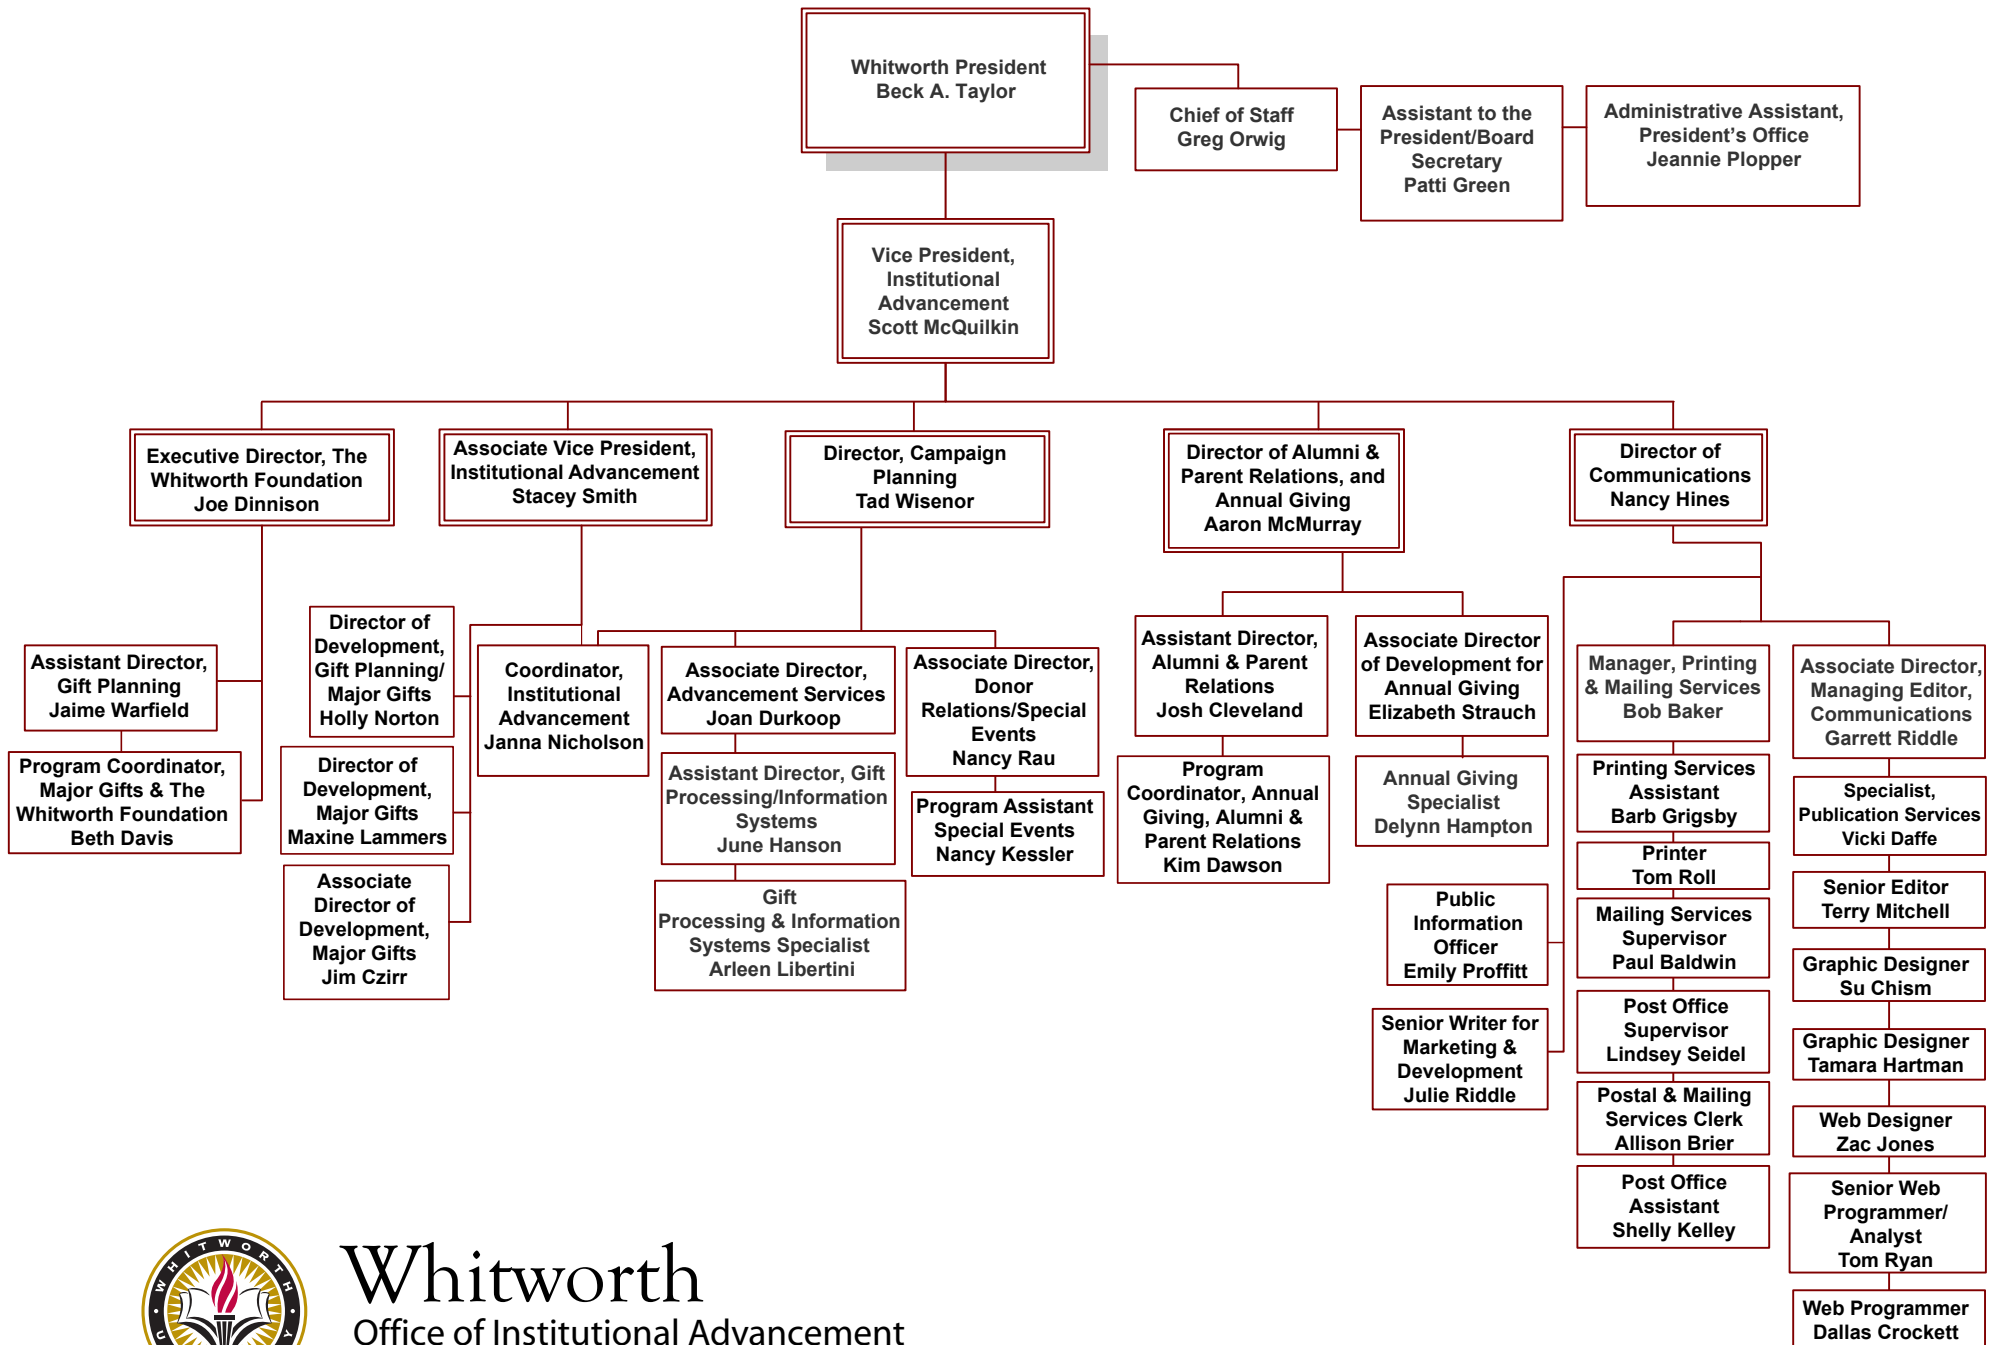 Whitworth President
Beck A. Taylor
Chief of Staff
Greg Orwig
Assistant to the
President/Board
Secretary
Patti Green
Administrative Assistant,
President's Office
Jeannie Plopper
Vice President,
Institutional
Advancement
Scott McQuilkin
Executive Director, The
Whitworth Foundation
Joe Dinnison
Associate Vice President,
Institutional Advancement
Stacey Smith
Director, Campaign
Planning
Tad Wisenor
Director of Alumni &
Parent Relations, and
Annual Giving
Aaron McMurray
Director of
Communications
Nancy Hines
Assistant Director,
Gift Planning
Jaime Warfield
Program Coordinator,
Major Gifts & The
Whitworth Foundation
Beth Davis
Director of
Development,
Gift Planning/
Major Gifts
Holly Norton
Director of
Development,
Major Gifts
Maxine Lammers
Associate
Director of
Development,
Major Gifts
Jim Czirr
Coordinator,
Institutional
Advancement
Janna Nicholson
Associate Director,
Advancement Services
Joan Durkoop
Assistant Director, Gift
Processing/Information
Systems
June Hanson
Gift
Processing & Information
Systems Specialist
Arleen Libertini
Associate Director,
Donor
Relations/Special
Events
Nancy Rau
Program Assistant
Special Events
Nancy Kessler
Assistant Director,
Alumni & Parent
Relations
Josh Cleveland
Program
Coordinator, Annual
Giving, Alumni &
Parent Relations
Kim Dawson
Associate Director
of Development for
Annual Giving
Elizabeth Strauch
Annual Giving
Specialist
Delynn Hampton
Public
Information
Officer
Emily Proffitt
Senior Writer for
Marketing &
Development
Julie Riddle
Manager, Printing
& Mailing Services
Bob Baker
Printing Services
Assistant
Barb Grigsby
Printer
Tom Roll
Mailing Services
Supervisor
Paul Baldwin
Post Office
Supervisor
Lindsey Seidel
Postal & Mailing
Services Clerk
Allison Brier
Post Office
Assistant
Shelly Kelley
Associate Director,
Managing Editor,
Communications
Garrett Riddle
Specialist,
Publication Services
Vicki Daffe
Senior Editor
Terry Mitchell
Graphic Designer
Su Chism
Graphic Designer
Tamara Hartman
Web Designer
Zac Jones
Senior Web
Programmer/
Analyst
Tom Ryan
Web Programmer
Dallas Crockett
WHITWORTH
Whitworth
Office of Institutional Advancement